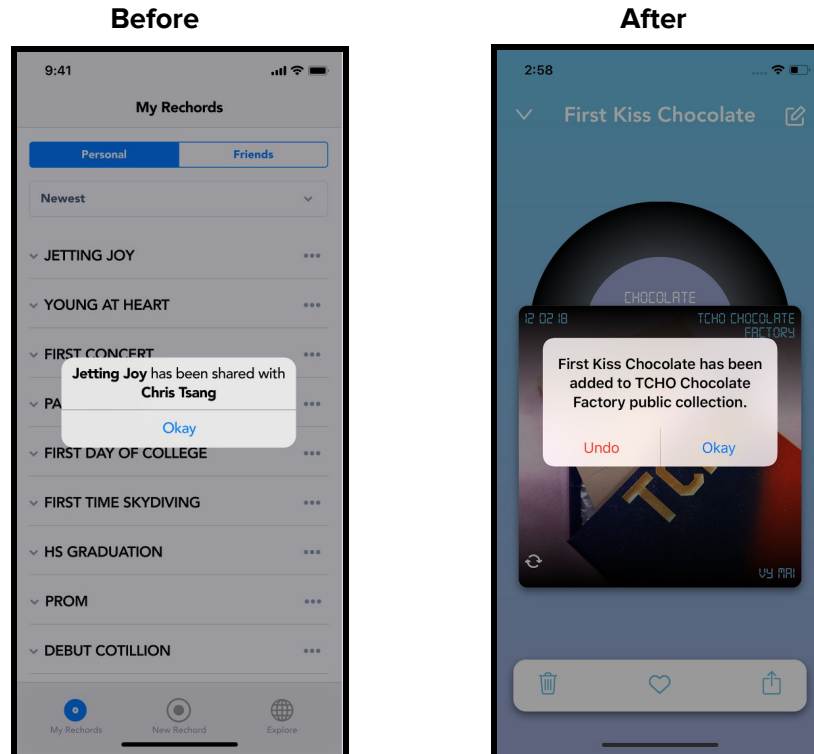 Before
9:41
My Rechords
Personal Friends
Newest
JETTING JOY
YOUNG AT HEART
FIRST CONCERT
Jetting Joy has been shared with
Chris Tsang
Okay
PA
FIRST DAY OF COLLEGE
FIRST TIME SKYDIVING
HS GRADUATION
PROM
DEBUT COTILLION
My Rechords New Rechord Explore
After
2:58
First Kiss Chocolate
CHOCOLATE
12 02 18 TCHO CHOCOLATE
FACTORY
First Kiss Chocolate has been
added to TCHO Chocolate
Factory public collection.
Undo Okay
TCHO
VY MAI